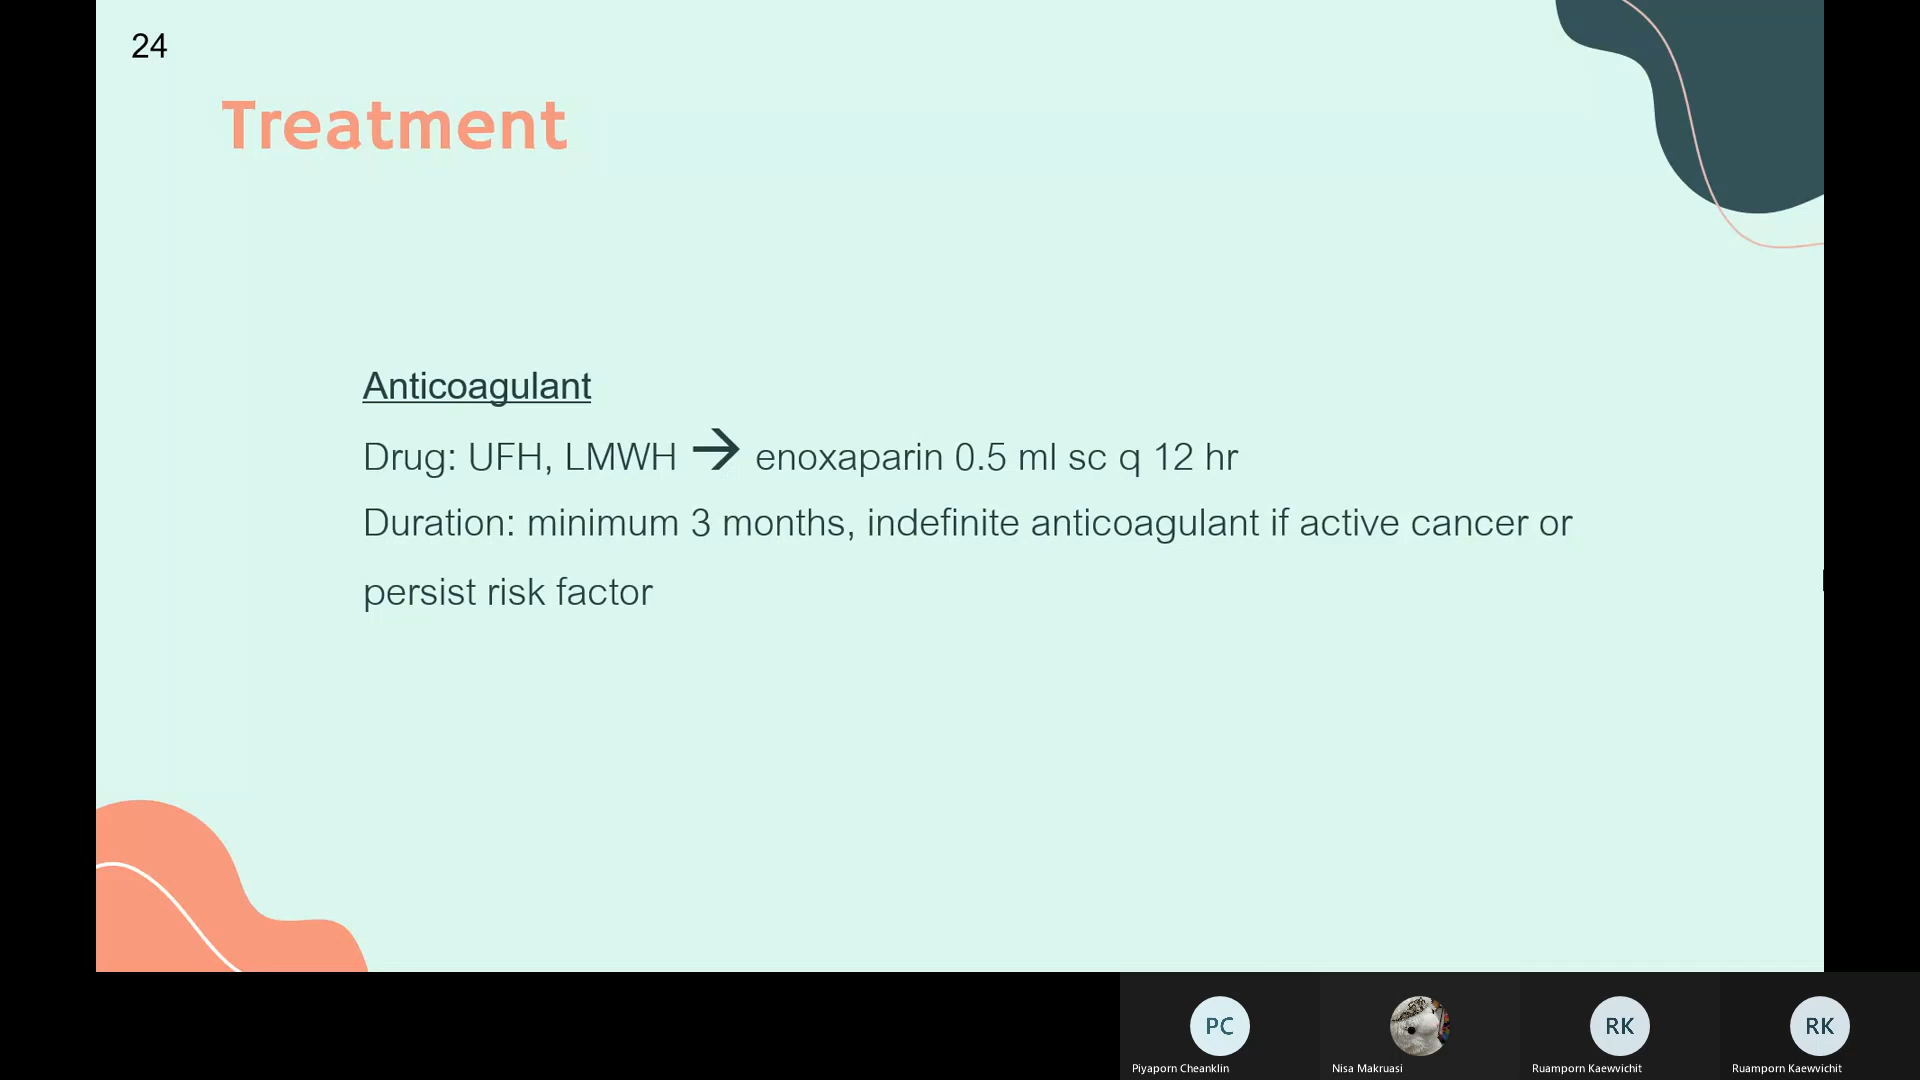 24
Treatment
Anticoagulant
Drug: UFH, LMWH → enoxaparin 0.5 ml sc q 12 hr
Duration: minimum 3 months, indefinite anticoagulant if active cancer or
persist risk factor
PC
RK
RK
Piyaporn Cheanklin
Nisa Makruasi
Ruamporn Kaewvichit
Ruamporn Kaewvichit